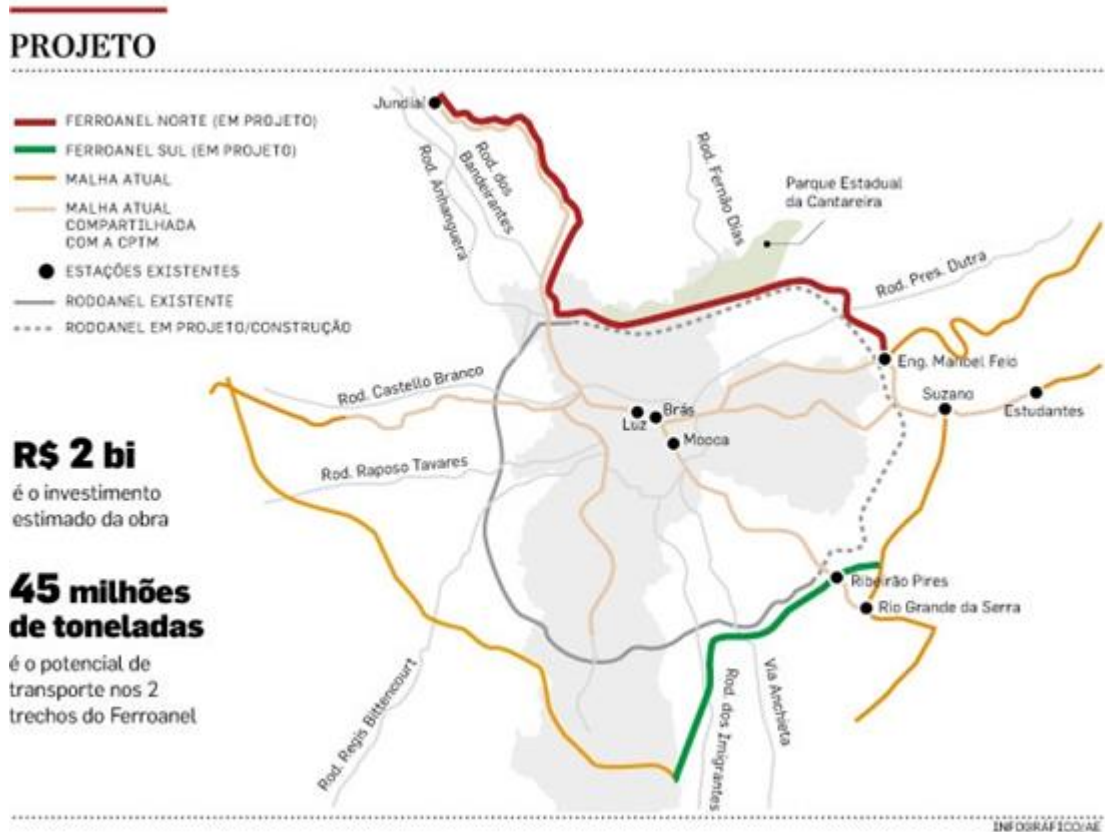 PROJETO
FERROANEL NORTE (EM PROJETO)
FERROANEL SUL (EM PROJETO)
MALHA ATUAL
MALHA ATUAL
COMPARTILHADA
COM A CPTM
ESTAÇÕES EXISTENTES
RODOANEL EXISTENTE
RODOANEL EM PROJETO/CONSTRUÇÃO
R$ 2 bi
é o investimento
estimado da obra
45 milhões
de toneladas
é o potencial de
transporte nos 2
trechos do Ferroanel
Jundiaí
Rod. Anhanguera
Rod. dos
Bandeirantes
Rod. Fernão Dias
Parque Estadual
da Cantareira
Rod. Pres. Dutra
Eng. Manoel Feio
Suzano
Estudantes
Rod. Castello Branco
Luz
Brás
Mooca
Rod. Raposo Tavares
Ribeirão Pires
Rio Grande da Serra
Rod. Regis Bittencourt
Rod. dos Imigrantes
Via Anchieta
INFOGRÁFICO/AE